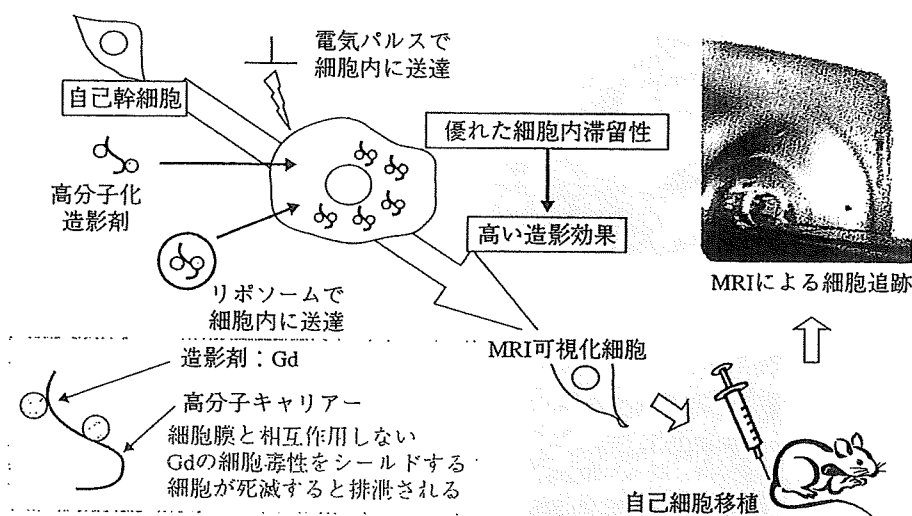 電気パルスで
細胞内に送達
自己幹細胞
優れた細胞内滞留性
高分子化
造影剤
高い造影効果
リポソームで
細胞内に送達
MRIによる細胞追跡
MRI可視化細胞
造影剤：Gd
高分子キャリアー
細胞膜と相互作用しない
Gdの細胞毒性をシールドする
細胞が死滅すると排泄される
自己細胞移植